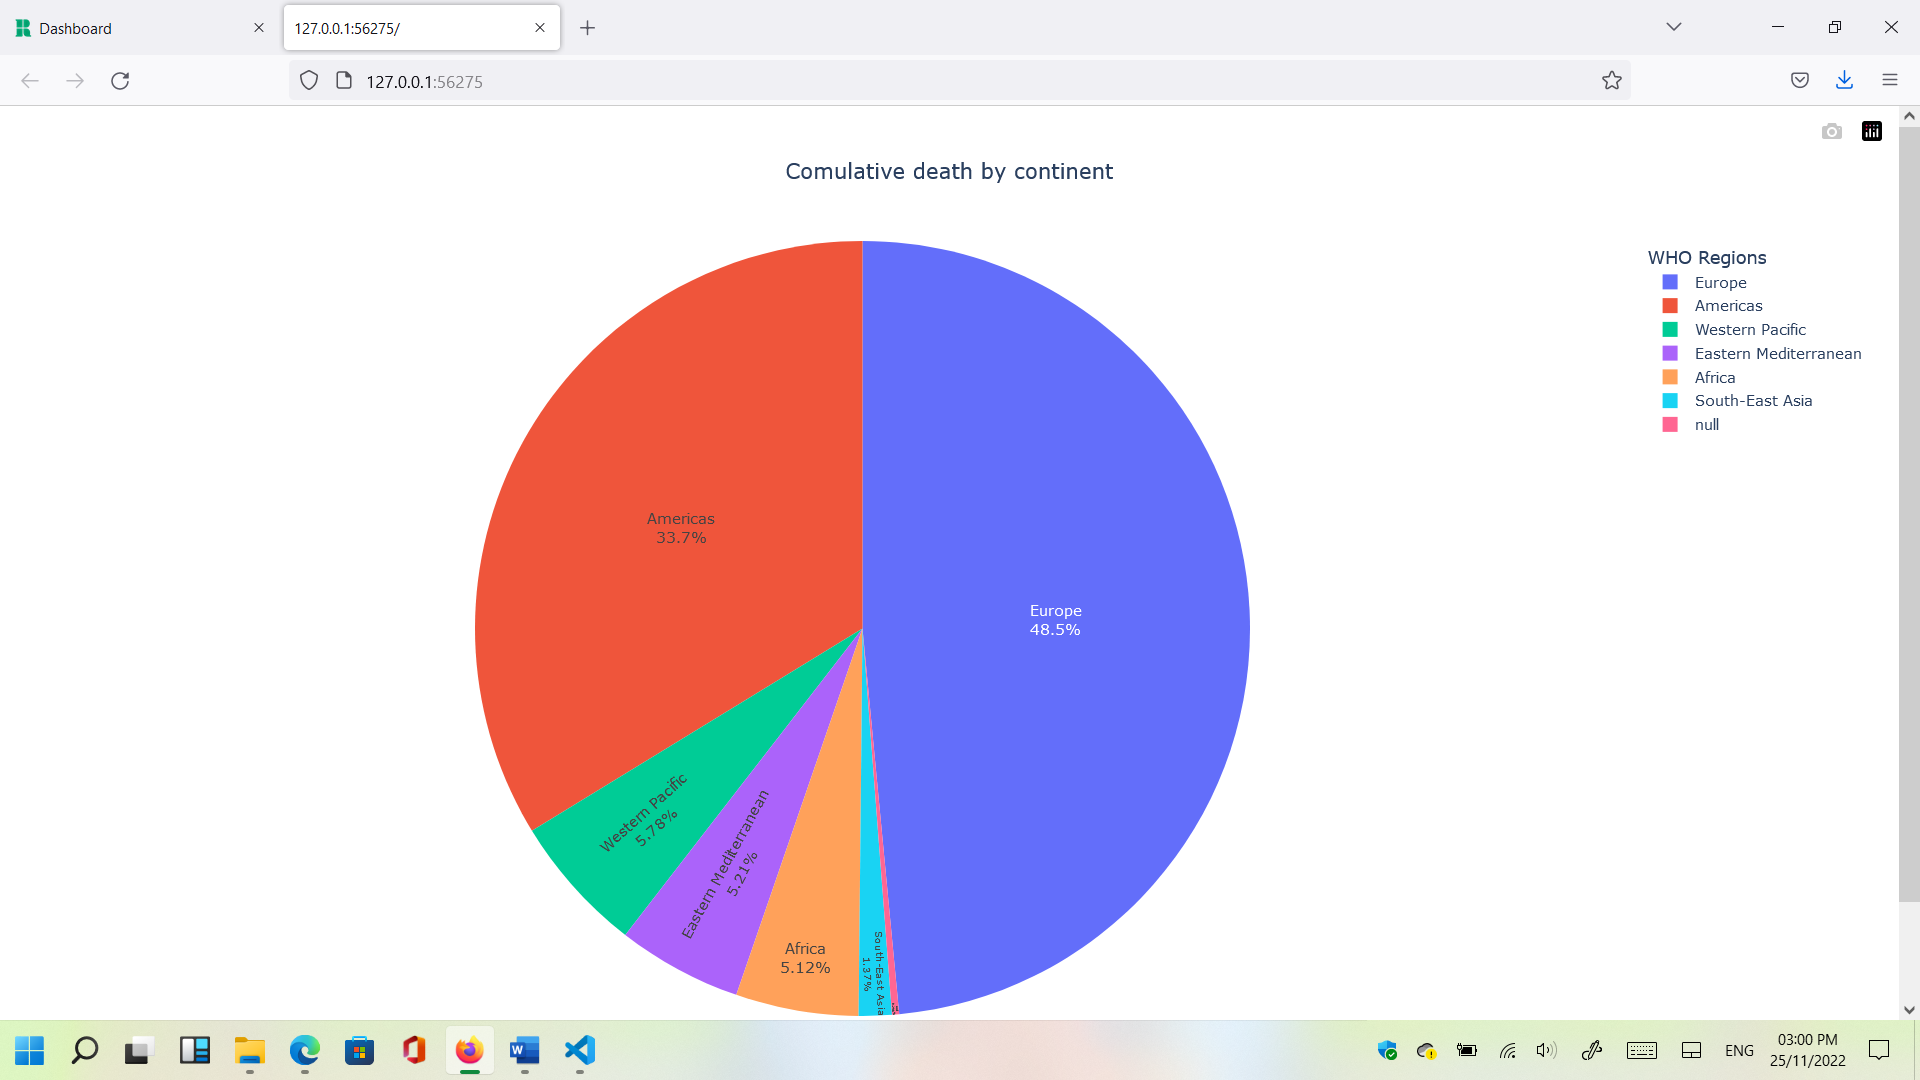 Dashboard
127.0.0.1:56275/
127.0.0.1:56275
Comulative death by continent
WHO Regions
Europe
Americas
Western Pacific
Eastern Mediterranean
Africa
South-East Asia
null
Americas
33.7%
Europe
48.5%
Western Pacific
5.78%
Eastern Mediterranean
5.21%
Africa
5.12%
South-East Asia
1.37%
ENG
03:00 PM
25/11/2022